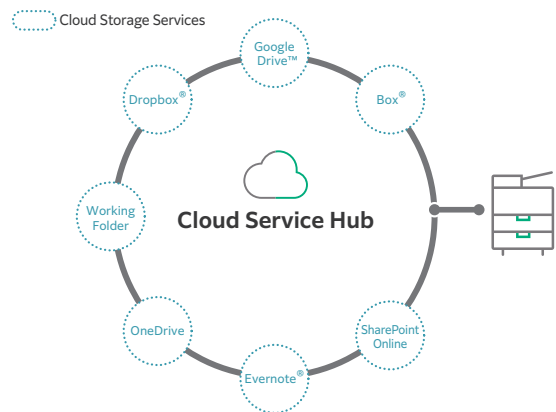 Cloud Storage Services
Google
Drive™
Dropbox®
Box®
Working
Folder
Cloud Service Hub
OneDrive
SharePoint
Online
Evernote®